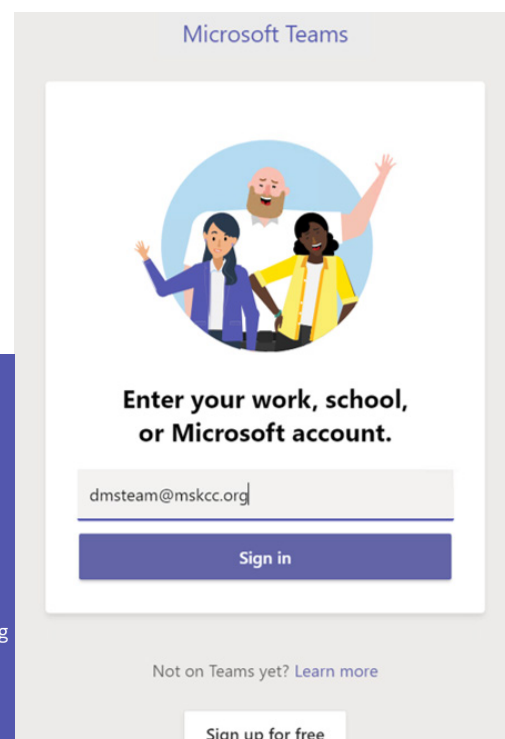 Microsoft Teams
Enter your work, school,
or Microsoft account.
dmsteam@mskcc.org
Sign in
g
Not on Teams yet? Learn more
Sign up for free